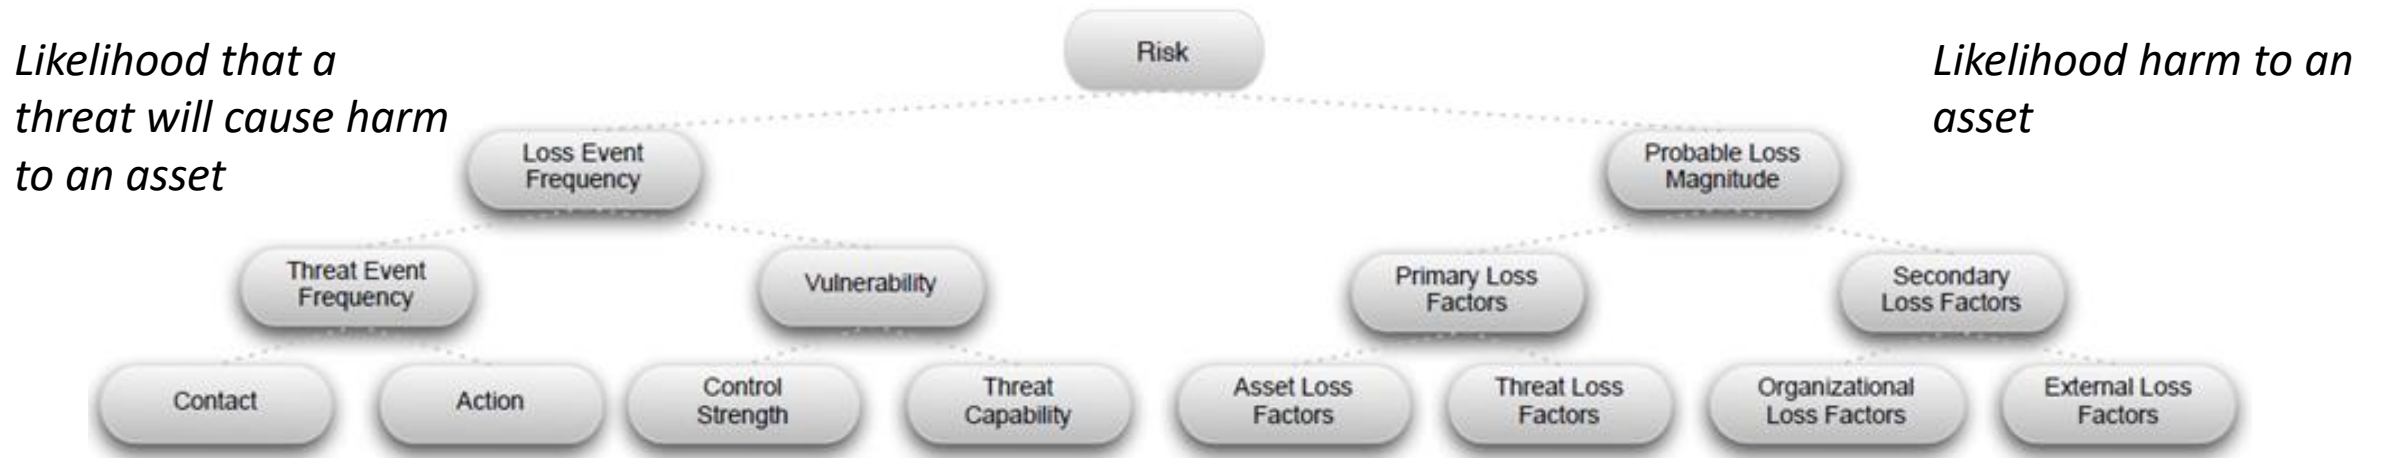 Likelihood that a
threat will cause harm
to an asset
Risk
Likelihood harm to an
asset
Loss Event
Frequency
Probable Loss
Magnitude
Threat Event
Frequency
Vulnerability
Primary Loss
Factors
Secondary
Loss Factors
Contact
Action
Control
Strength
Threat
Capability
Asset Loss
Factors
Threat Loss
Factors
Organizational
Loss Factors
External Loss
Factors